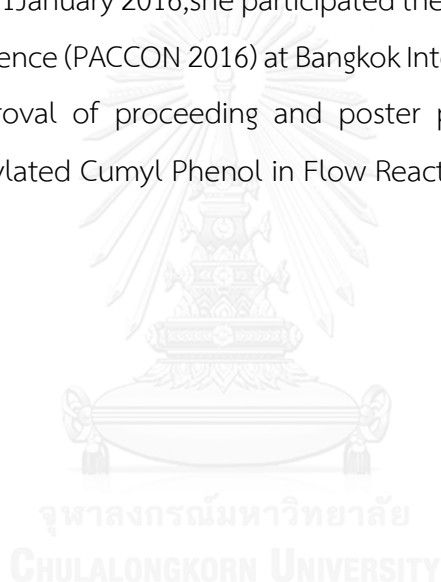 1January 2016,she participated the
ence (PACCON 2016) at Bangkok Inte
roval of proceeding and poster p
ylated Cumyl Phenol in Flow React
จุฬาลงกรณ์มหาวิทยาลัย
CHULALONGKORN UNIVERSITY